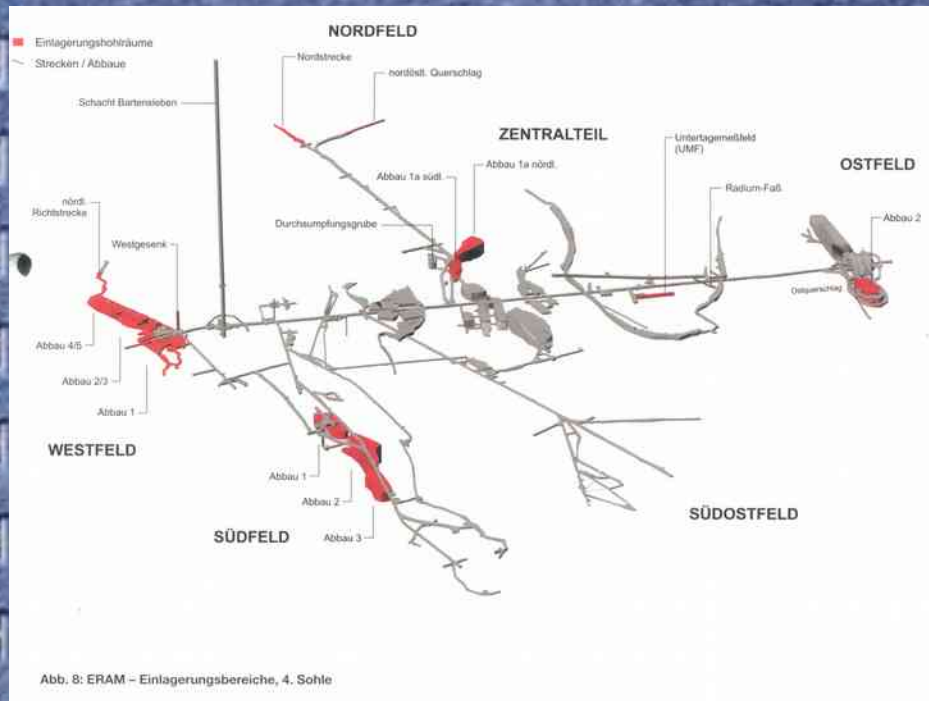 NORDFELD
Einlagerungshohlräume
Strecken / Abbaue
Nordstrecke
nordöstl. Querschlag
Schacht Bartensleben
ZENTRALTEIL
Untertagemeßfeld
(UMF)
OSTFELD
Abbau 1a südl.
Abbau 1a nördl.
Radium-Faß
Abbau 2
nördl.
Richtstrecke
Westgesenk
Durchsumpfungsgrube
Ostquerschlag
Abbau 4/5
Abbau 2/3
Abbau 1
WESTFELD
Abbau 1
Abbau 2
Abbau 3
SÜDFELD
SÜDOSTFELD
Abb. 8: ERAM – Einlagerungsbereiche, 4. Sohle